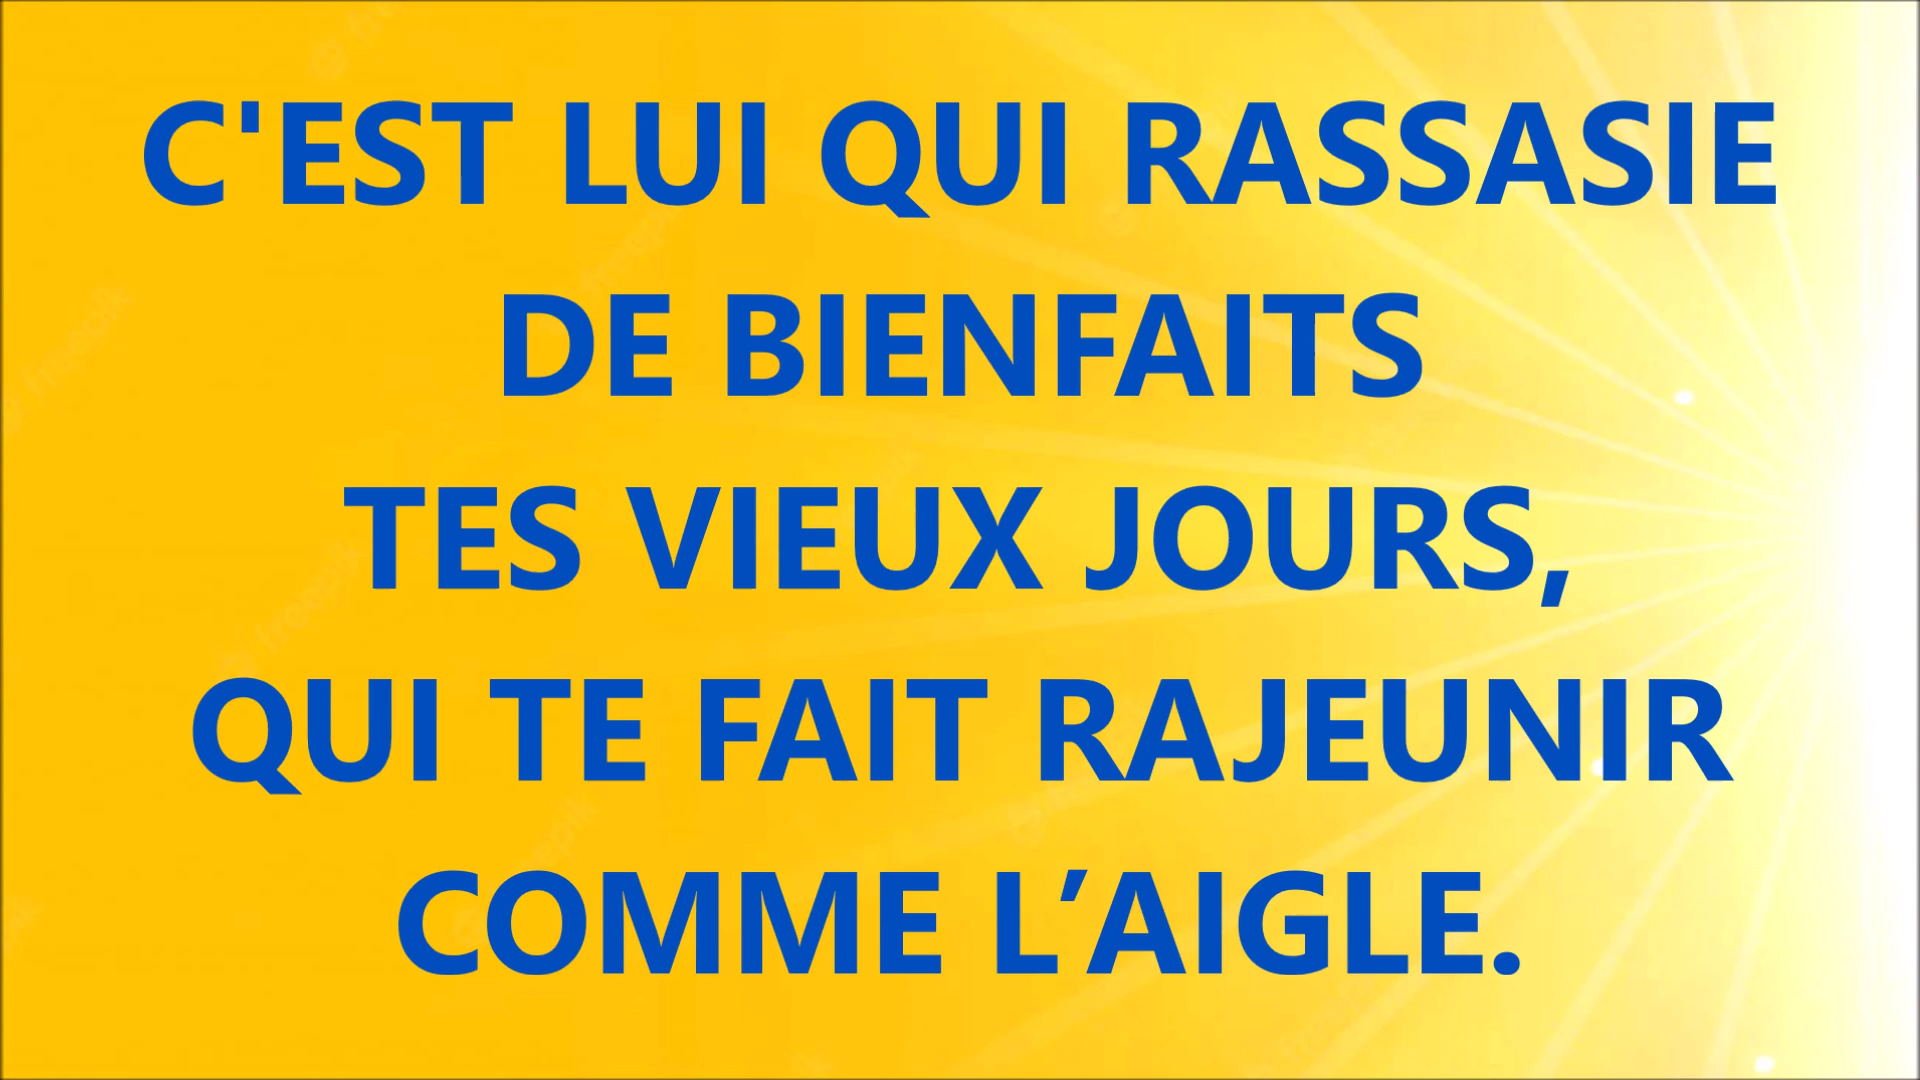 C'EST LUI QUI RASSASIE
DE BIENFAITS
TES VIEUX JOURS,
QUI TE FAIT RAJEUNIR
COMME L’AIGLE.